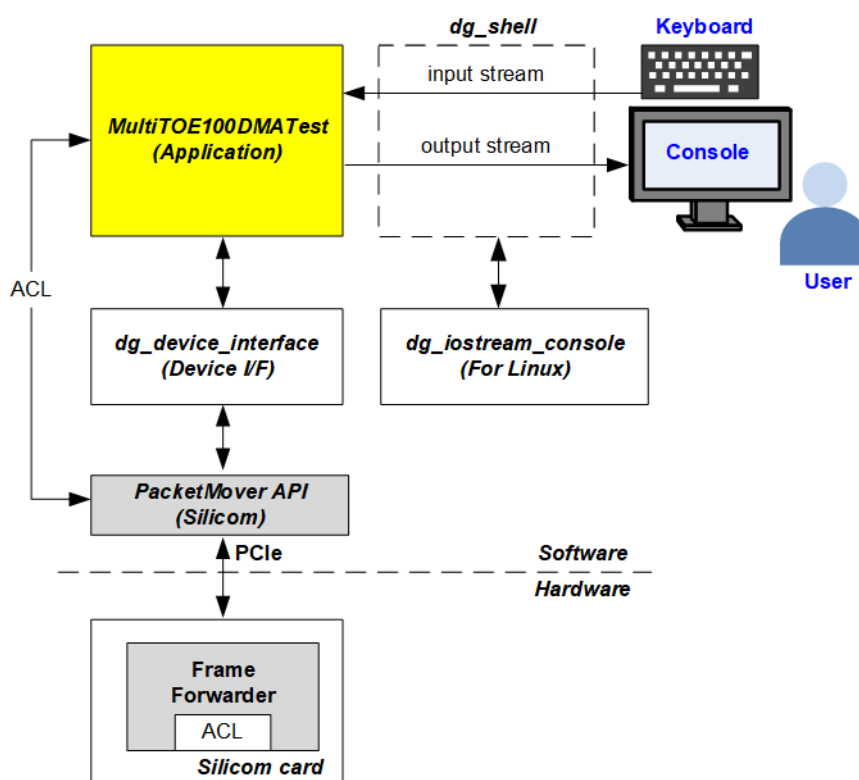 dg_shell
Keyboard
input stream
MultiTOE100DMATest
(Application)
output stream
Console
User
ACL
dg_device_interface
(Device I/F)
dg_iostream_console
(For Linux)
PacketMover API
(Silicom)
PCIe
Software
Hardware
Frame
Forwarder
ACL
Silicom card